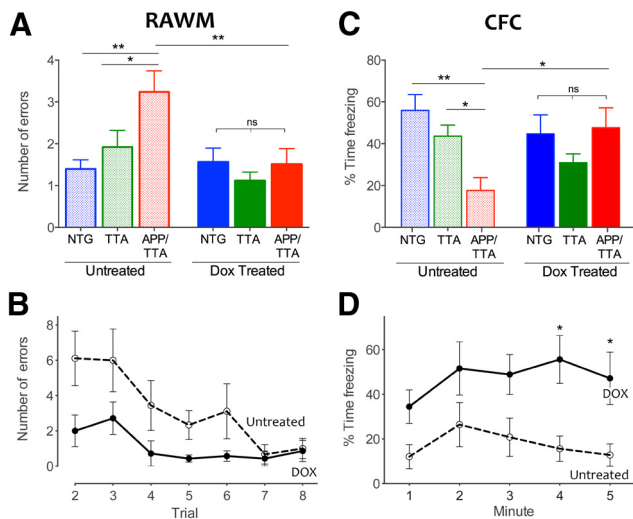 A
RAWM
Number of errors
4
3
2
1
0
**
*
**
ns
NTG TTA APP/
TTA
NTG TTA APP/
TTA
Untreated
Dox Treated
C
CFC
% Time freezing
80
60
40
20
0
**
*
*
ns
NTG TTA APP/
TTA
NTG TTA APP/
TTA
Untreated
Dox Treated
B
Number of errors
8
6
4
2
0
Untreated
DOX
2 3 4 5 6 7 8
Trial
D
% Time freezing
60
40
20
0
* *
DOX
Untreated
1 2 3 4 5
Minute